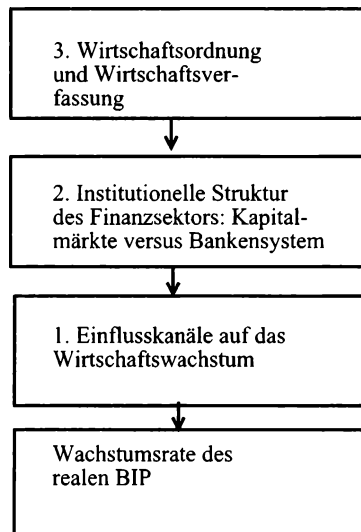 3. Wirtschaftsordnung
und Wirtschaftsver-
fassung
2. Institutionelle Struktur
des Finanzsektors: Kapital-
märkte versus Bankensystem
1. Einflusskanäle auf das
Wirtschaftswachstum
Wachstumsrate des
realen BIP